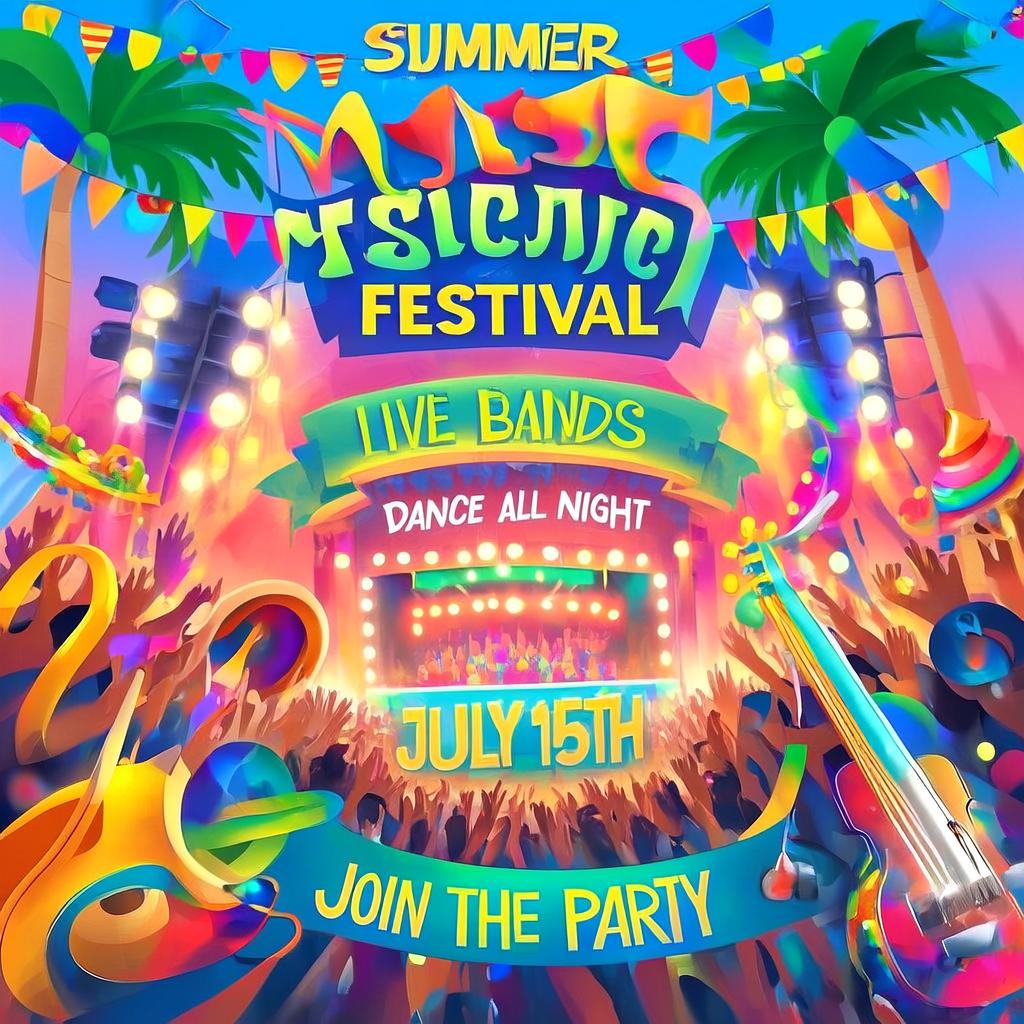 SUMMER
FESTIVAL
LIVE BANDS
DANCE ALL NIGHT
JULY 15TH
JOIN THE PARTY